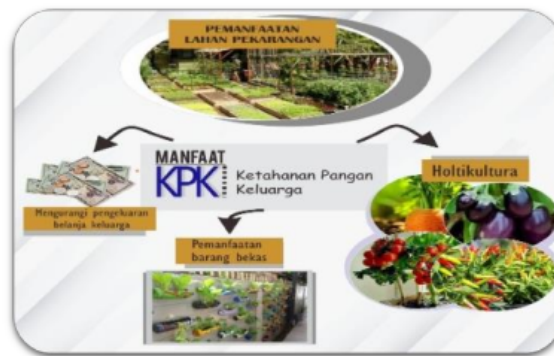 PEMANFAATAN
LAHAN PEKARANGAN
MANFAAT
KPK
Ketahanan Pangan
Keluarga
Holtikultura
Mengurangi pengeluaran
belanja keluarga
Pemanfaatan
barang bekas